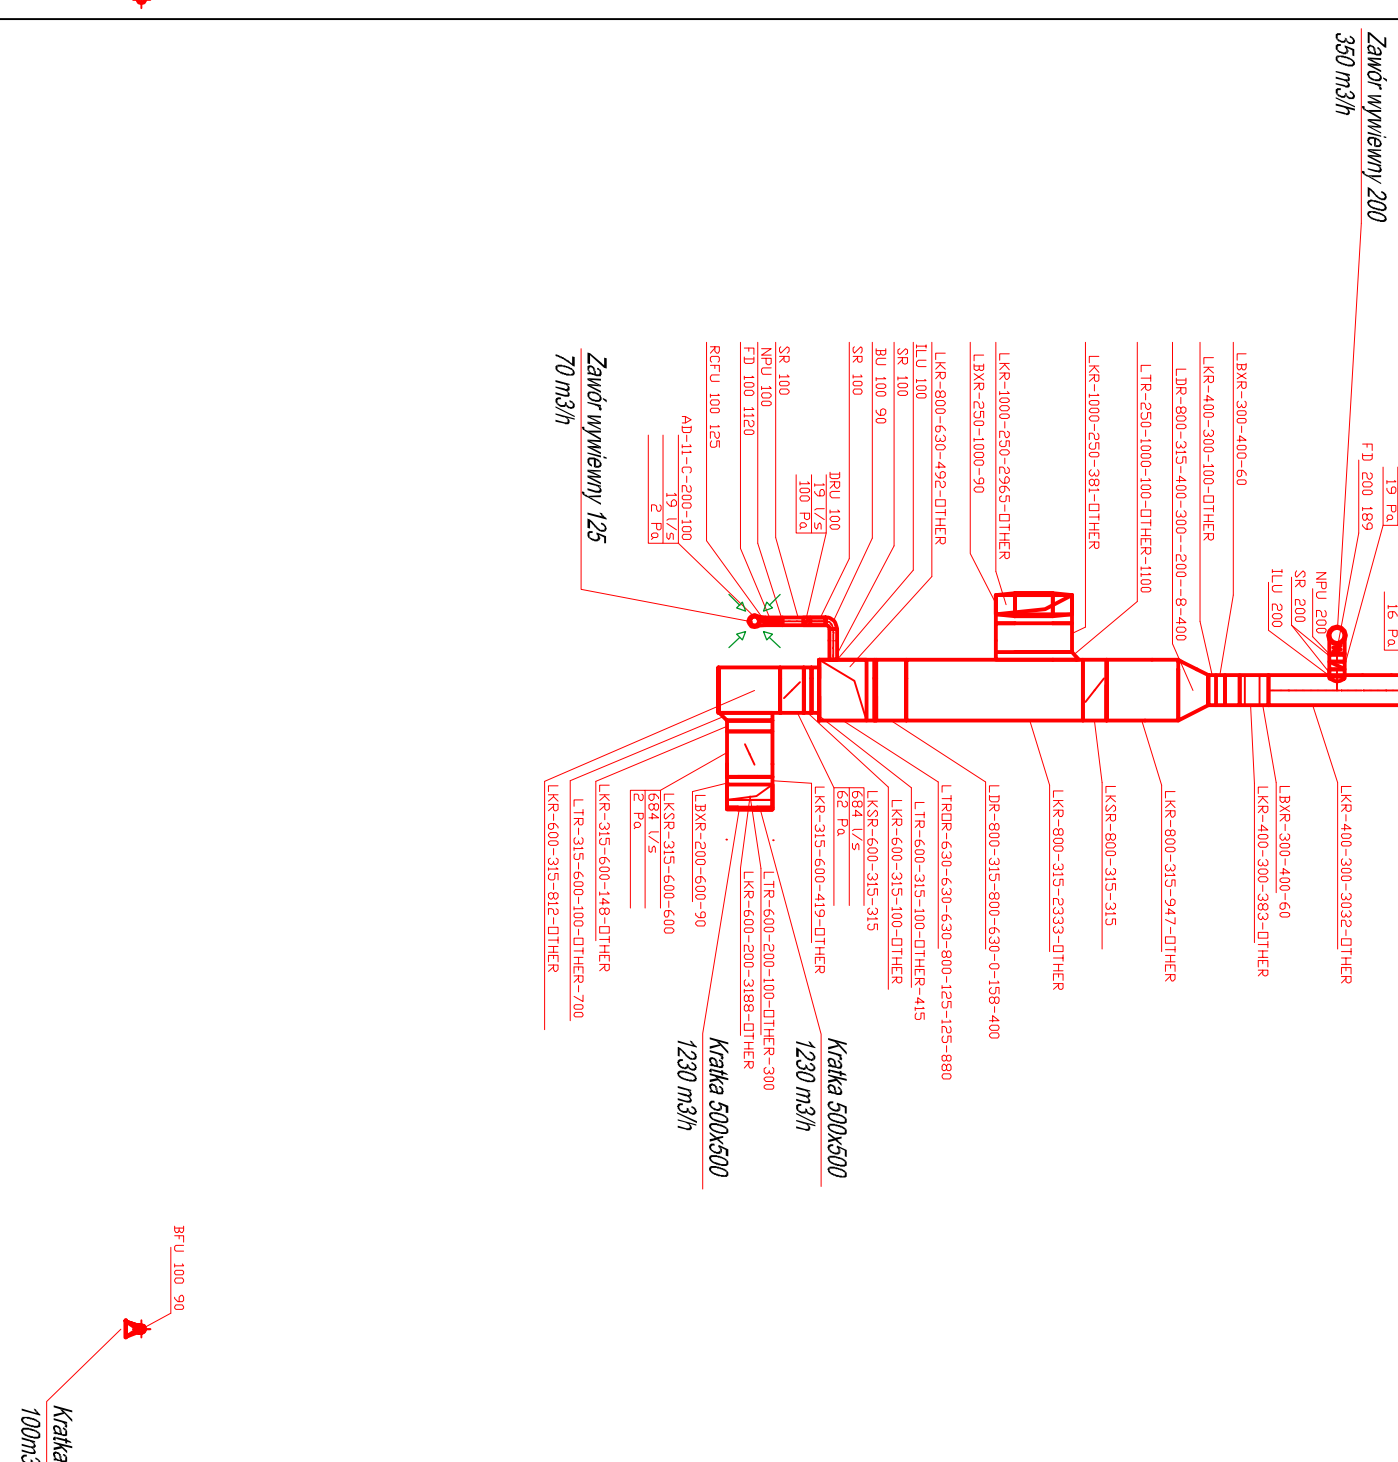 Zawór wywiewny 200
350 m3/h
19 Pa
FD 200 189
16 Pa
NPU 200
SR 200
ILU 200
LBXR-300-400-60
LKR-400-300-100-OTHER
LDR-800-315-400-300--200--8-400
LTR-250-1000-100-OTHER-1100
LKR-1000-250-381-OTHER
LKR-1000-250-2965-OTHER
LBXR-250-1000-90
LKR-800-630-492-OTHER
ILU 100
SR 100
BU 100 90
SR 100
DRU 100
19 l/s
100 Pa
SR 100
NPU 100
FD 100 1120
RCFU 100 125
AD-11-C-200-100
19 l/s
2 Pa
Zawór wywiewny 125
70 m3/h
LKR-400-300-3032-OTHER
LBXR-300-400-60
LKR-400-300-383-OTHER
LKR-800-315-947-OTHER
LKSR-800-315-315
LKR-800-315-2333-OTHER
LDR-800-315-800-630-0-158-400
LTROR-630-630-630-800-125-125-880
LTR-600-315-100-OTHER-415
LKR-600-315-100-OTHER
LKSR-600-315-315
684 l/s
62 Pa
LKR-315-600-419-OTHER
LTR-600-200-100-OTHER-300
LKR-600-200-3188-OTHER
LBXR-200-600-90
LKSR-315-600-600
684 l/s
2 Pa
LKR-315-600-148-OTHER
LTR-315-600-100-OTHER-700
LKR-600-315-812-OTHER
Kratka 500x500
1230 m3/h
Kratka 500x500
1230 m3/h
BFU 100 90
Kratka
100m3